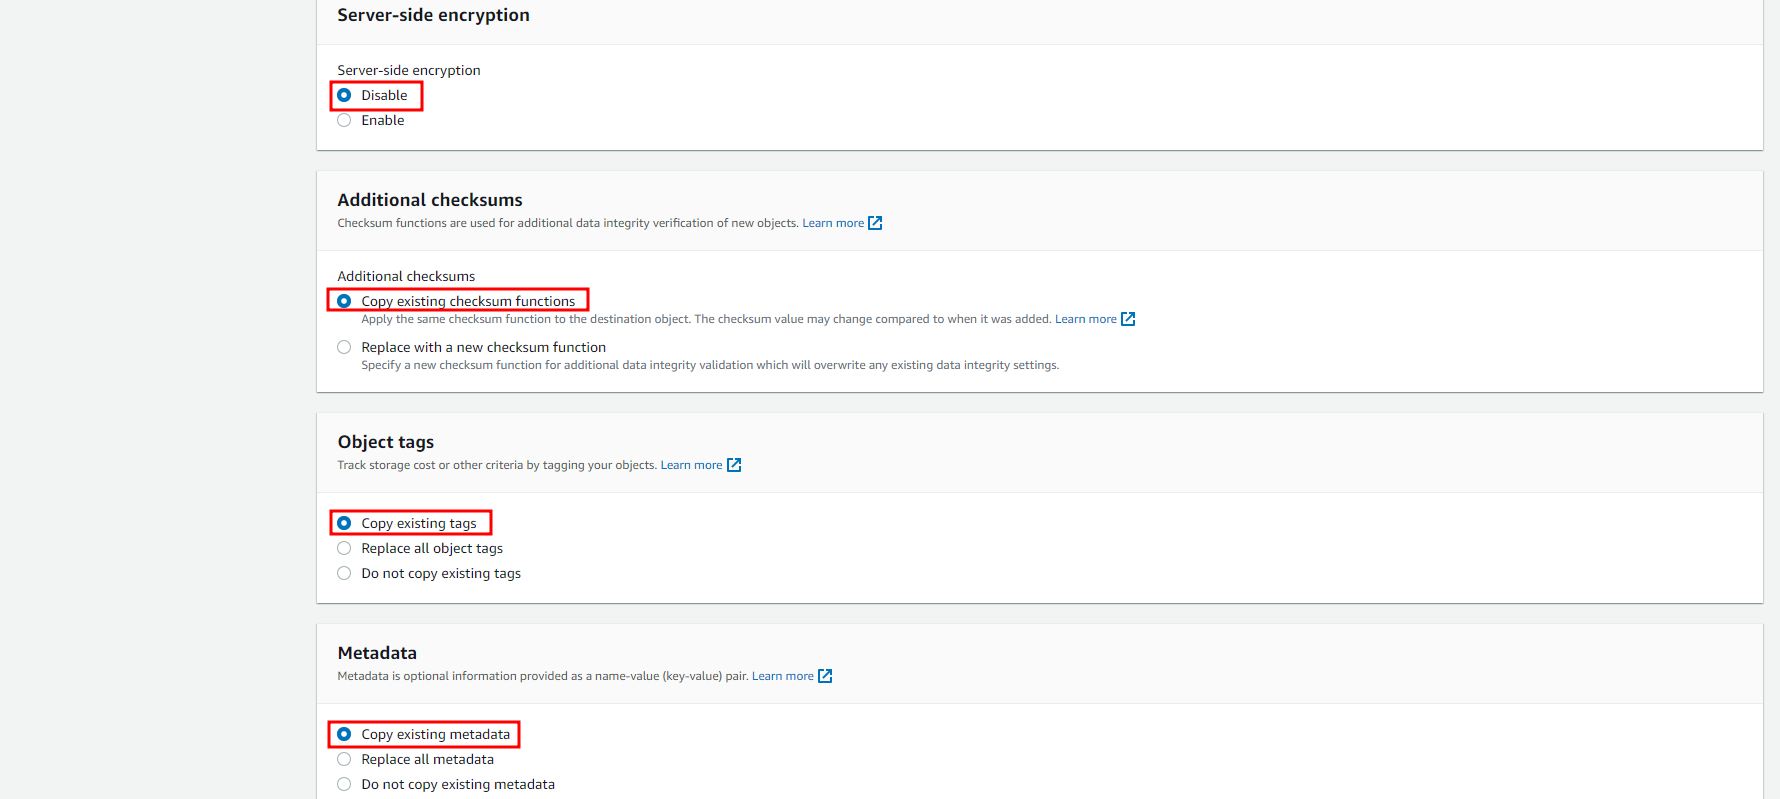 Server-side encryption
Server-side encryption
Disable
Enable
Additional checksums
Checksum functions are used for additional data integrity verification of new objects. Learn more
Additional checksums
Copy existing checksum functions
Apply the same checksum function to the destination object. The checksum value may change compared to when it was added. Learn more
Replace with a new checksum function
Specify a new checksum function for additional data integrity validation which will overwrite any existing data integrity settings.
Object tags
Track storage cost or other criteria by tagging your objects. Learn more
Copy existing tags
Replace all object tags
Do not copy existing tags
Metadata
Metadata is optional information provided as a name-value (key-value) pair. Learn more
Copy existing metadata
Replace all metadata
Do not copy existing metadata